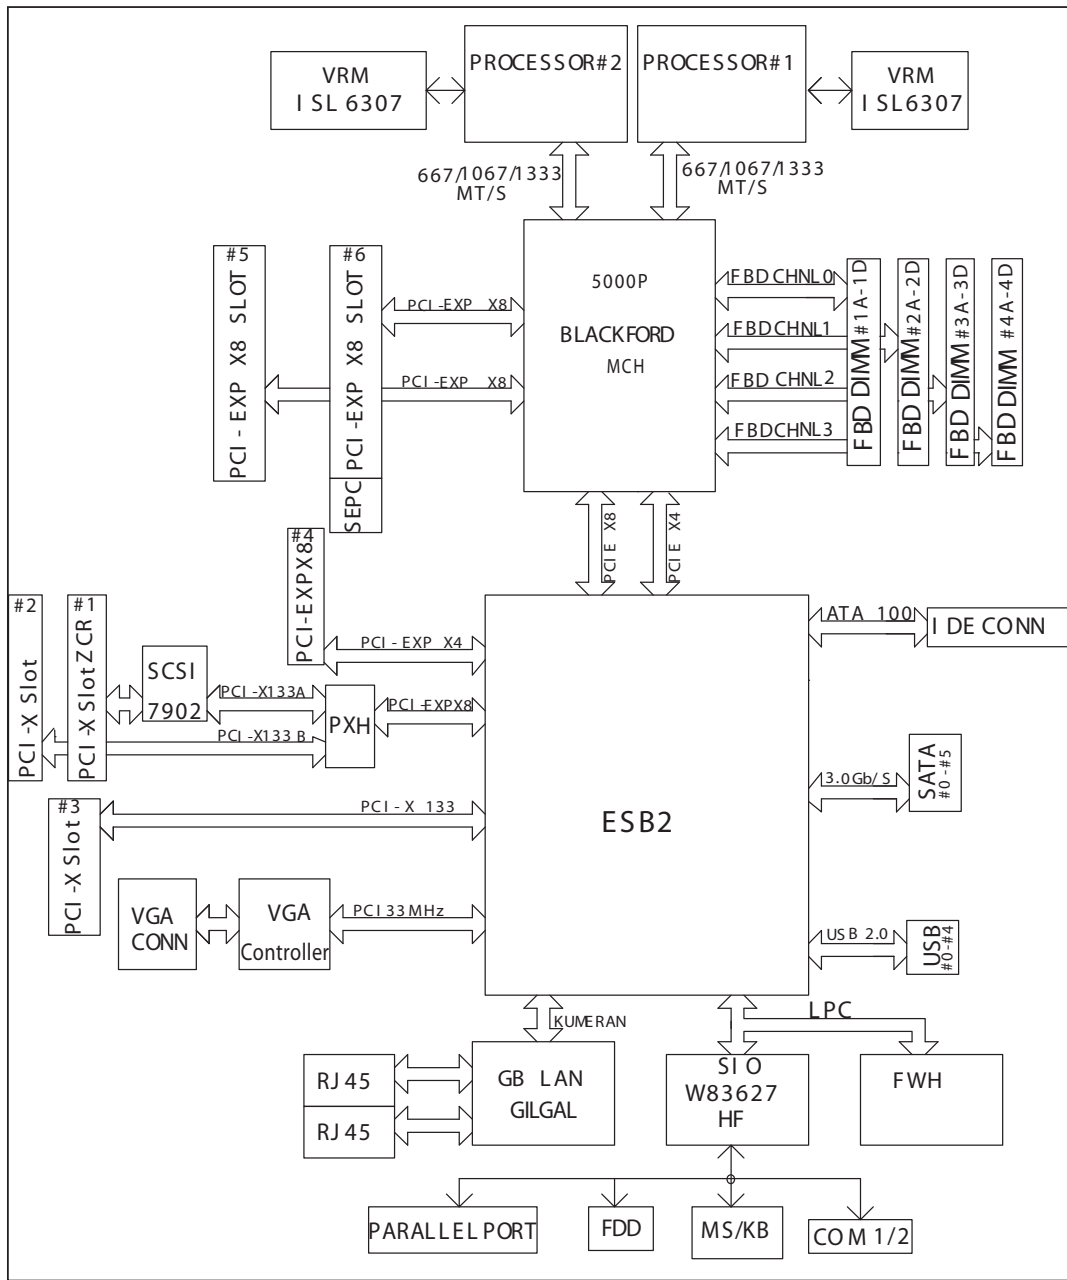 VRM
ISL 6307
PROCESSOR#2
PROCESSOR#1
VRM
ISL6307
667/1067/1333
MT/S
667/1067/1333
MT/S
#5
PCI-EXP X8 SLOT
#6
PCI-EXP X8 SLOT
SEPC
PCI-EXP X8
PCI-EXP X8
5000P
BLACKFORD
MCH
FBD CHNL0
FBD CHNL1
FBD CHNL2
FBD CHNL3
FBD DIMM #1A-1D
FBD DIMM #2A-2D
FBD DIMM #3A-3D
FBD DIMM #4A-4D
PCIE X8
PCIE X4
#4
PCI-EXP X8
#2
PCI-X Slot
#1
PCI-X Slot ZCR
SCSI
7902
PCI-X133A
PCI-X133 B
PXH
PCI-EXP X4
PCI-EXPX8
ATA 100
IDE CONN
#3
PCI-X Slot
PCI-X 133
ESB2
3.0Gb/S
SATA
#0-#5
VGA
CONN
VGA
Controller
PCI 33MHz
USB 2.0
USB
#0-#4
KUMERAN
LPC
RJ45
RJ45
GB LAN
GILGAL
SIO
W83627
HF
FWH
PARALLEL PORT
FDD
MS/KB
COM 1/2